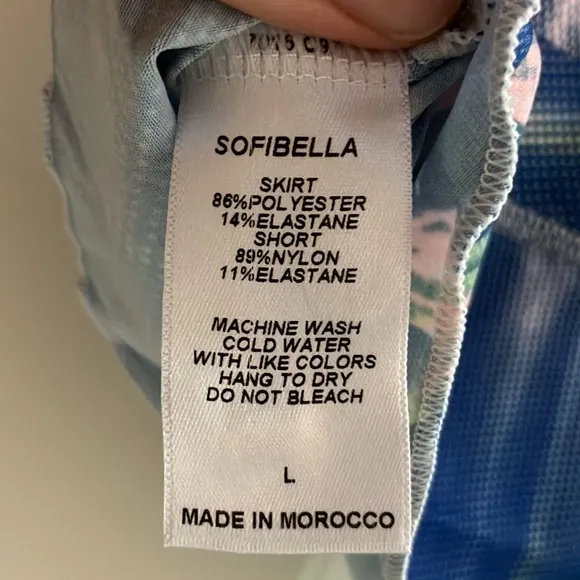 SOFIBELLA
SKIRT
86%POLYESTER
14%ELASTANE
SHORT
89%NYLON
11%ELASTANE
MACHINE WASH
COLD WATER
WITH LIKE COLORS
HANG TO DRY
DO NOT BLEACH
L
MADE IN MOROCCO